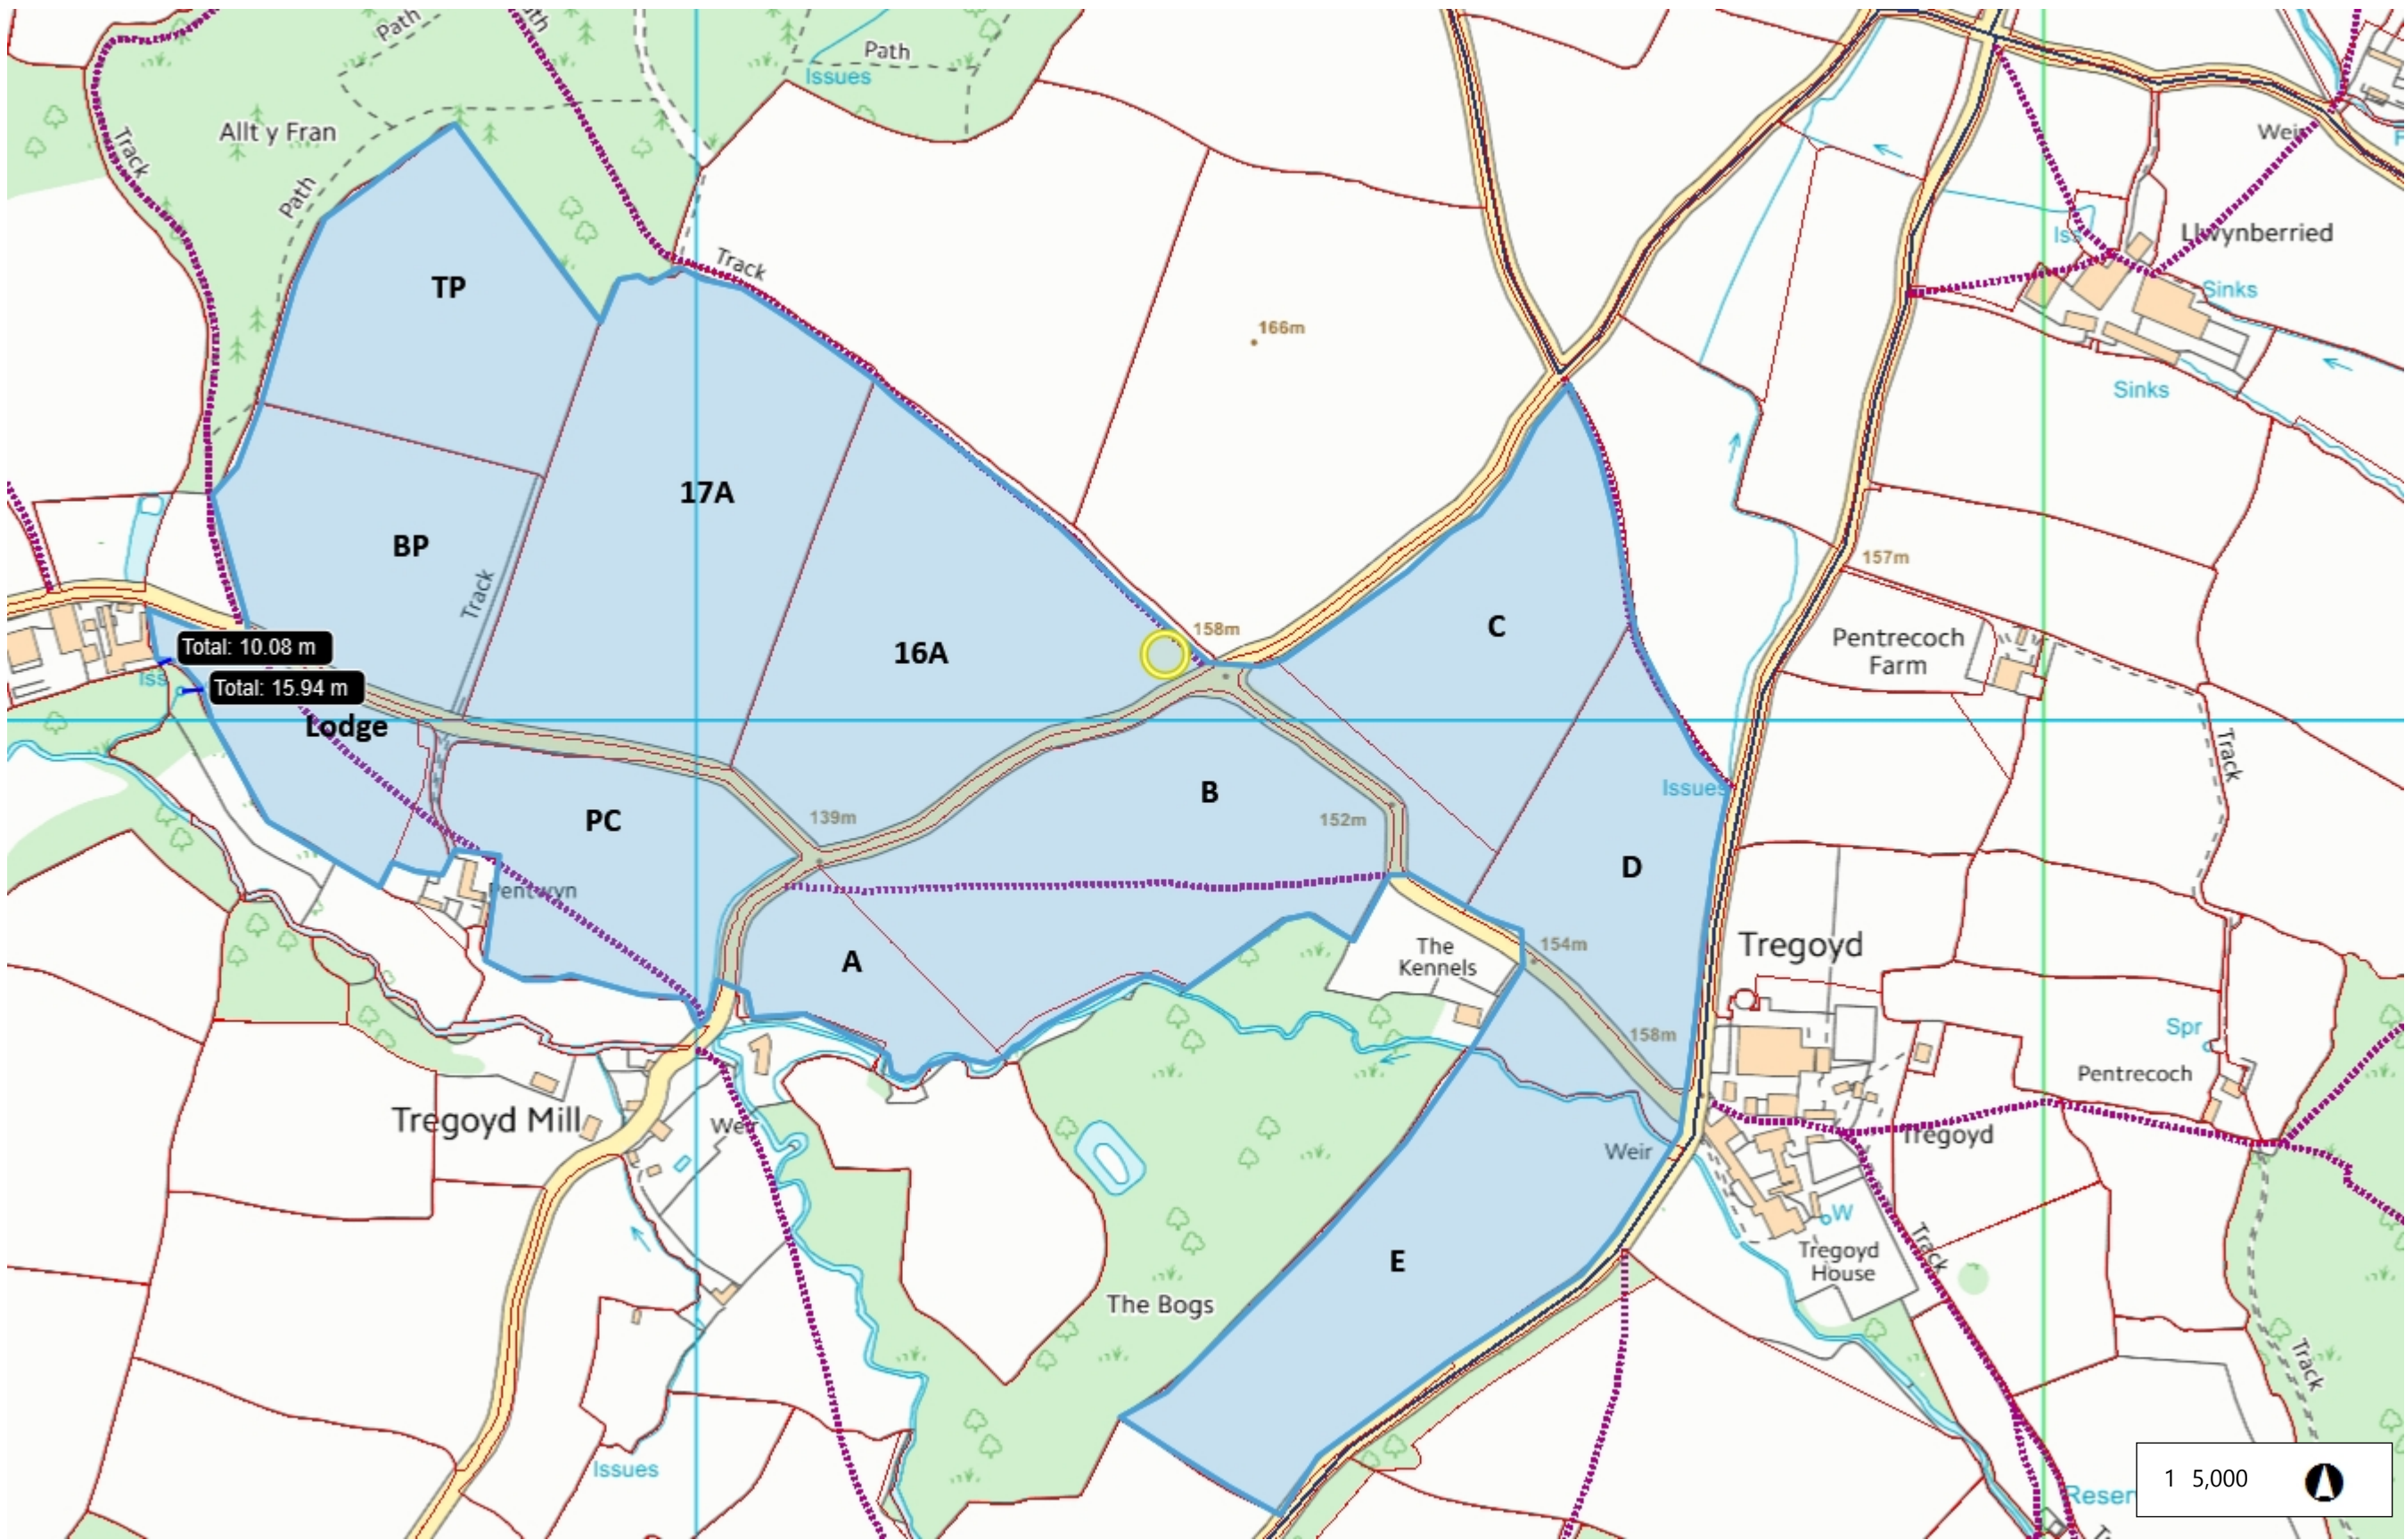 Path
Path
Issues
Allt y Fran
Track
Path
Weir
TP
Track
Llwynberried
Iss
Sinks
166m
Sinks
17A
BP
Track
157m
158m
C
Pentrecoch
Farm
16A
Total: 10.08 m
Iss
Total: 15.94 m
Lodge
Track
Issues
B
PC
139m
152m
D
Pentwyn
A
The
Kennels
154m
Tregoyd
158m
Spr
Pentrecoch
Tregoyd Mill
Weir
Tregoyd
Weir
W
Track
Tregoyd
House
E
The Bogs
Track
Issues
1 5,000
Reser